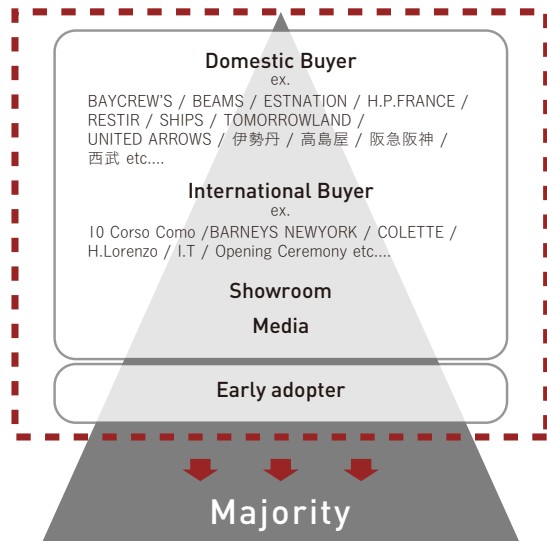 Domestic Buyer
ex.
BAYCREW'S / BEAMS / ESTNATION / H.P.FRANCE /
RESTIR / SHIPS / TOMORROWLAND /
UNITED ARROWS / 伊勢丹 / 高島屋 / 阪急阪神 /
西武 etc....
International Buyer
ex.
10 Corso Como /BARNEYS NEWYORK / COLETTE /
H.Lorenzo / I.T / Opening Ceremony etc....
Showroom
Media
Early adopter
Majority